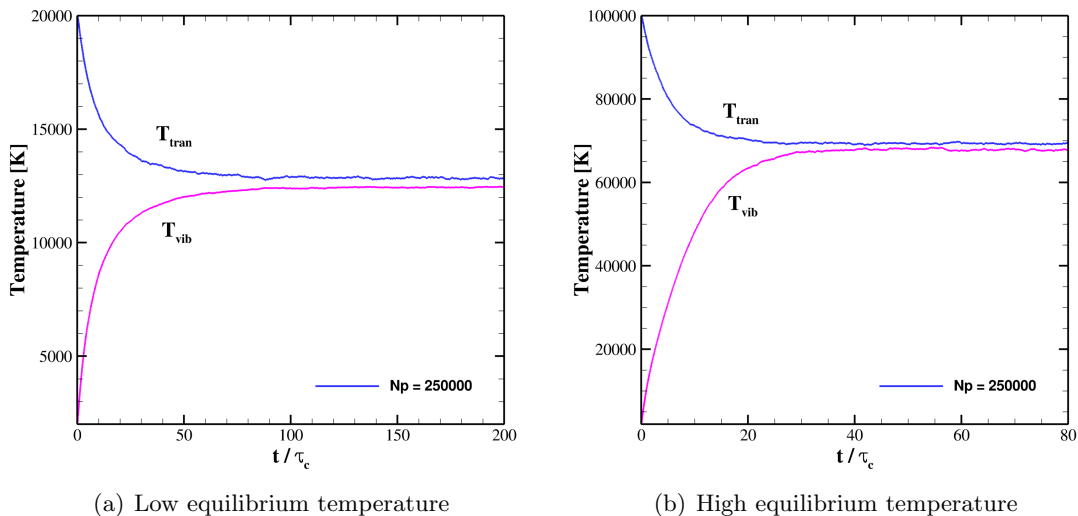 20000
15000
10000
5000
Temperature [K]
T_tran
T_vib
Np = 250000
0 50 100 150 200
t / τ_c
(a) Low equilibrium temperature
100000
80000
60000
40000
20000
Temperature [K]
T_tran
T_vib
Np = 250000
0 20 40 60 80
t / τ_c
(b) High equilibrium temperature